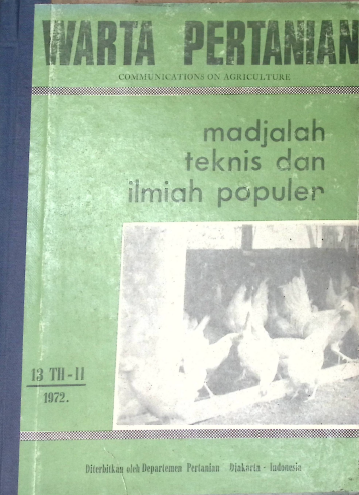 WARTA PERTANIAN
COMMUNICATIONS ON AGRICULTURE
madjalah
teknis dan
ilmiah populer
13 TH-II
1972.
Diterbitkan oleh Departemen Pertanian Djakarta - Indonesia